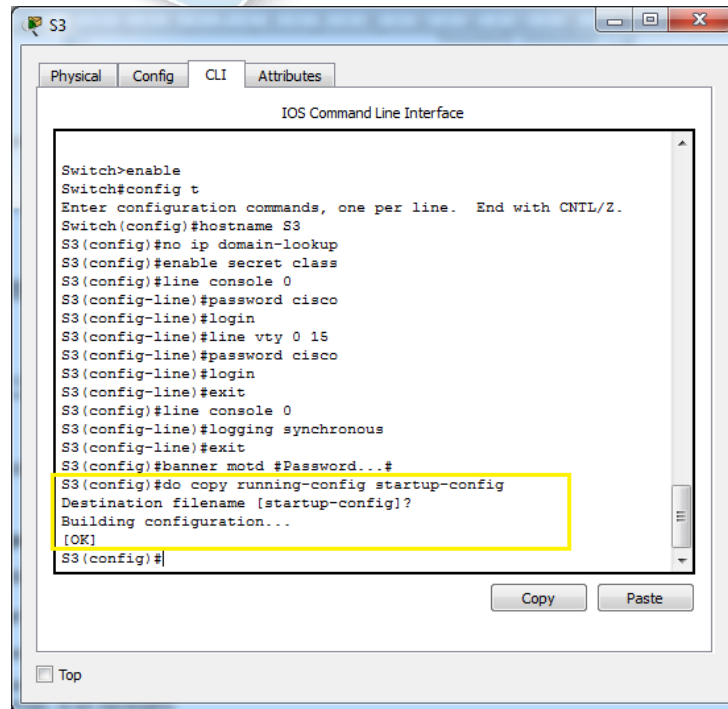 S3
Physical Config CLI Attributes
IOS Command Line Interface
Switch>enable
Switch#config t
Enter configuration commands, one per line.  End with CNTL/Z.
Switch(config)#hostname S3
S3(config)#no ip domain-lookup
S3(config)#enable secret class
S3(config)#line console 0
S3(config-line)#password cisco
S3(config-line)#login
S3(config-line)#line vty 0 15
S3(config-line)#password cisco
S3(config-line)#login
S3(config-line)#exit
S3(config)#line console 0
S3(config-line)#logging synchronous
S3(config-line)#exit
S3(config)#banner motd #Password...#
S3(config)#do copy running-config startup-config
Destination filename [startup-config]?
Building configuration...
[OK]
S3(config)#
Copy Paste
Top